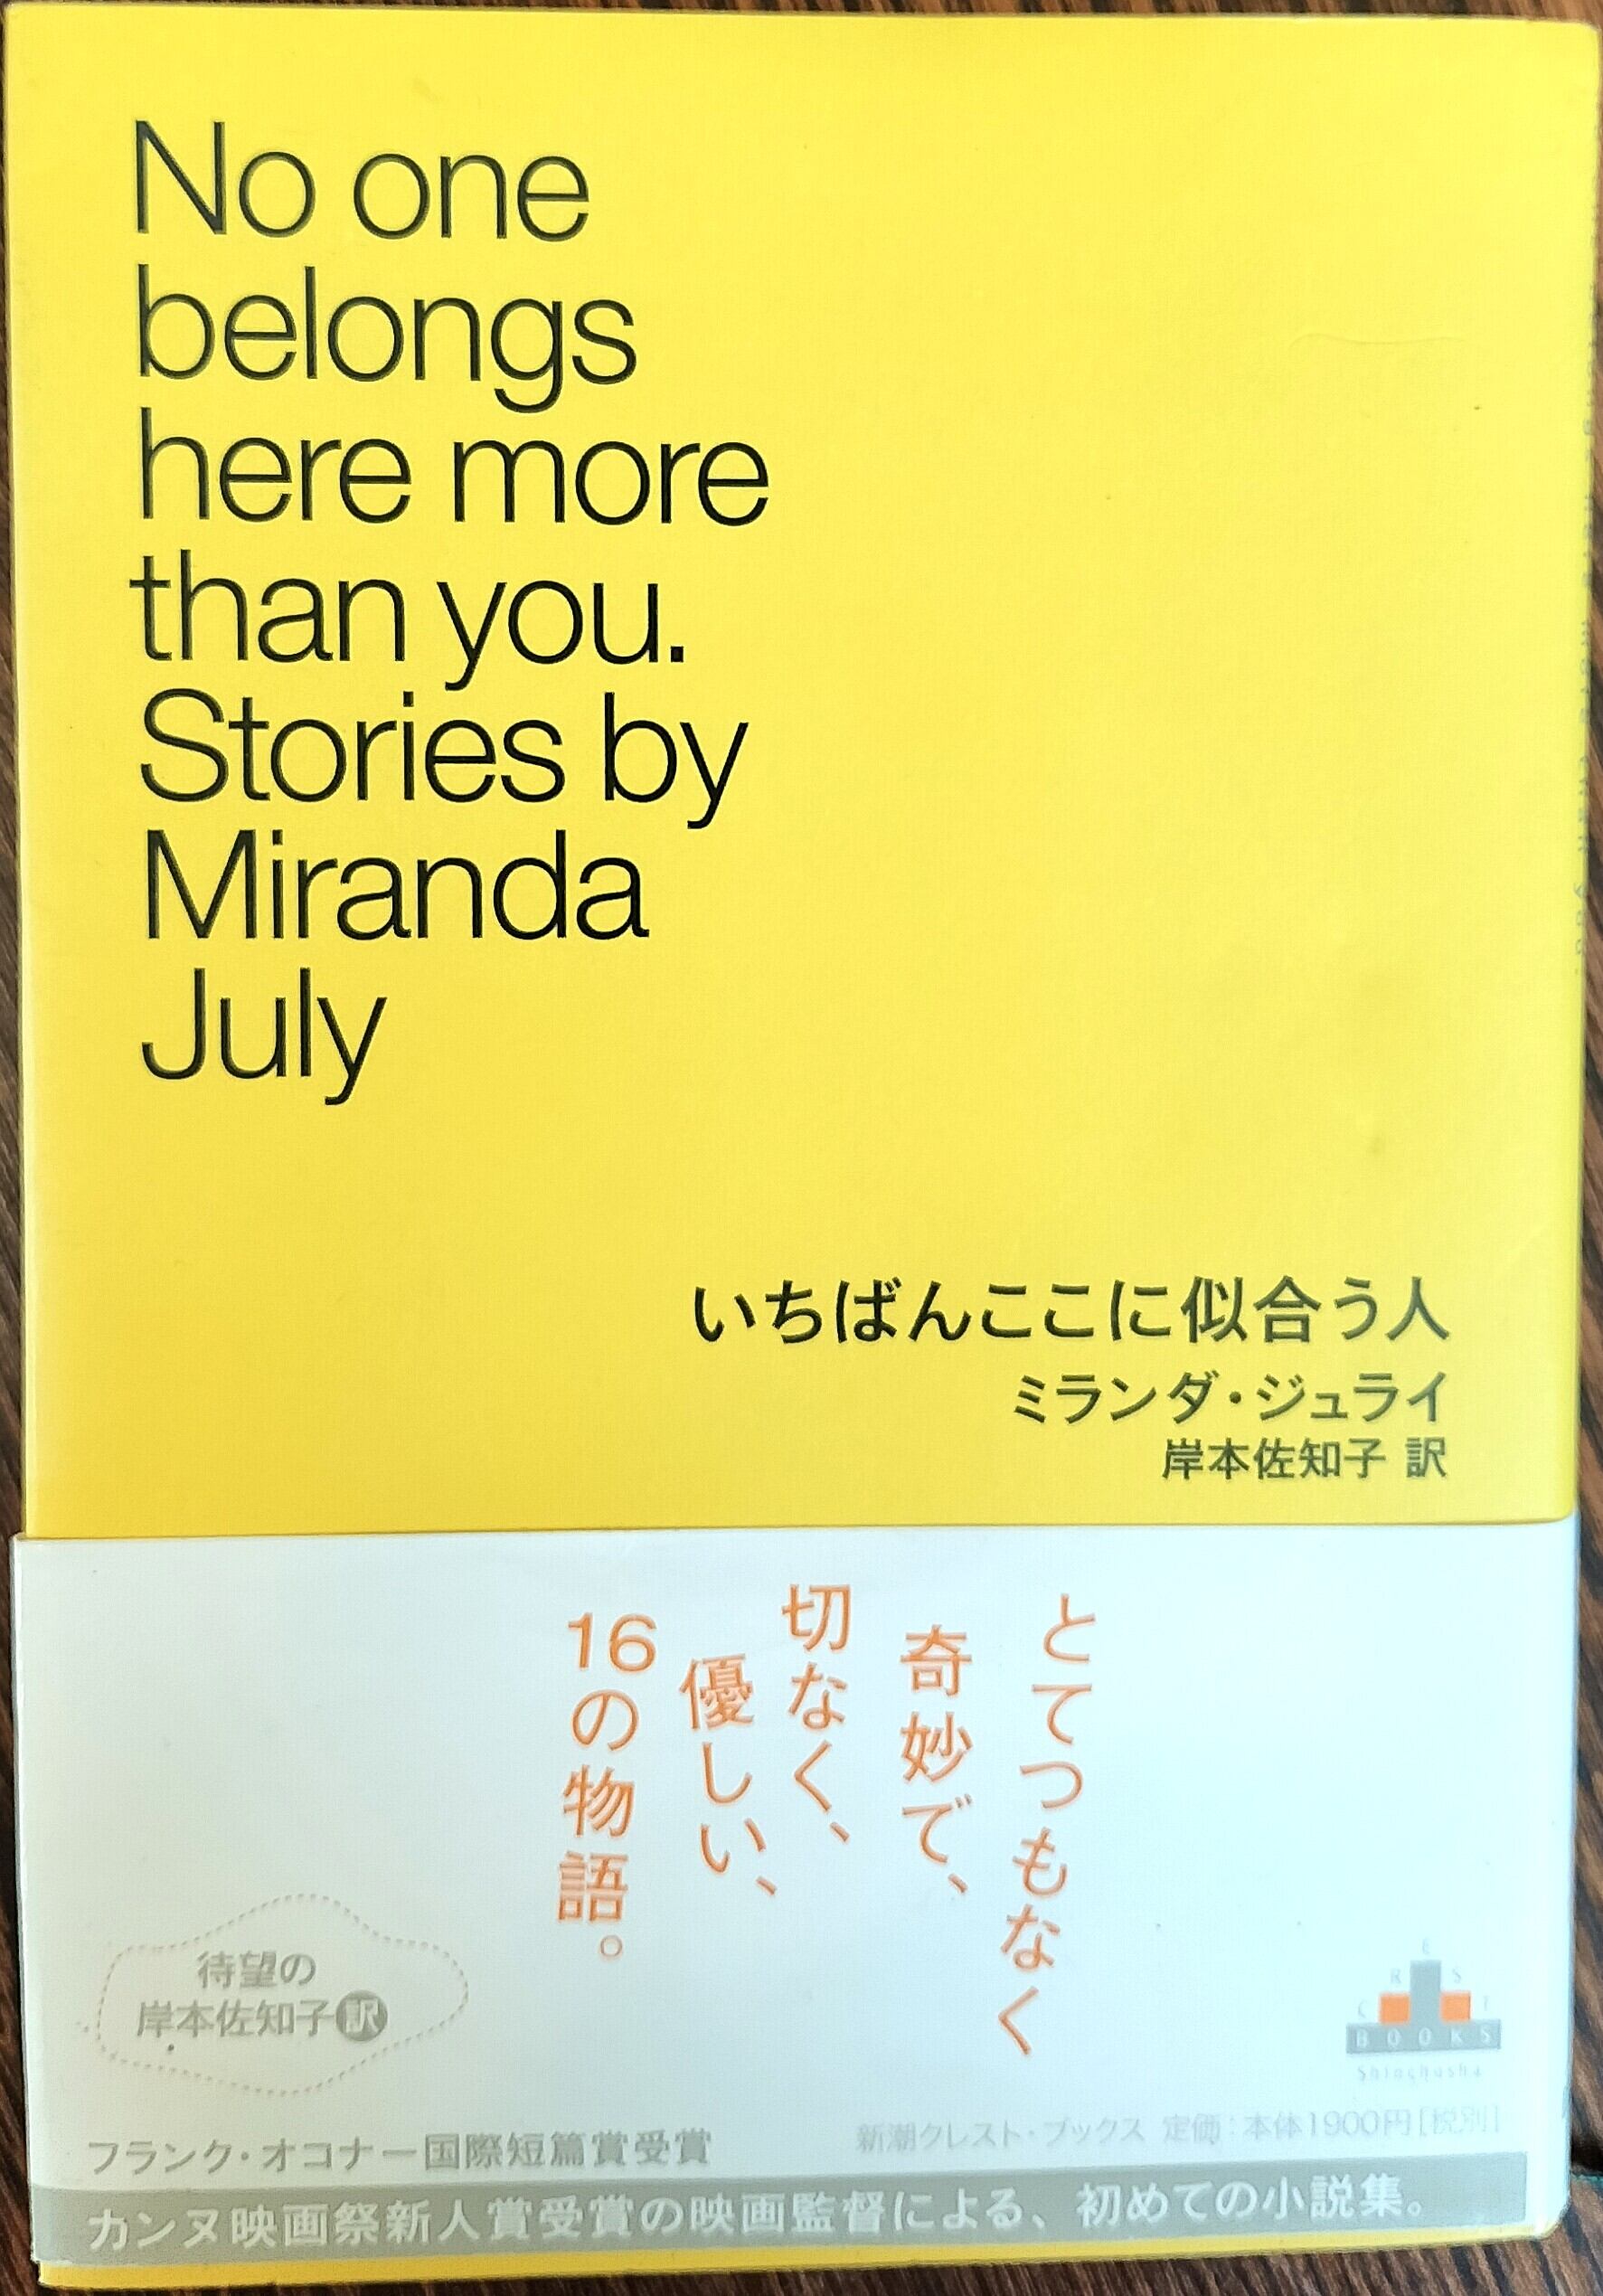 No one
belongs
here more
than you.
Stories by
Miranda
July
いちばんここに似合う人
ミランダ・ジュライ
岸本佐知子 訳
とてつもなく
奇妙で、
切なく、
優しい、
16の物語。
待望の
岸本佐知子訳
CREST
BOOKS
Shinchosha
フランク・オコナー国際短篇賞受賞
新潮クレスト・ブックス 定価：本体1900円［税別］
カンヌ映画祭新人賞受賞の映画監督による、初めての小説集。